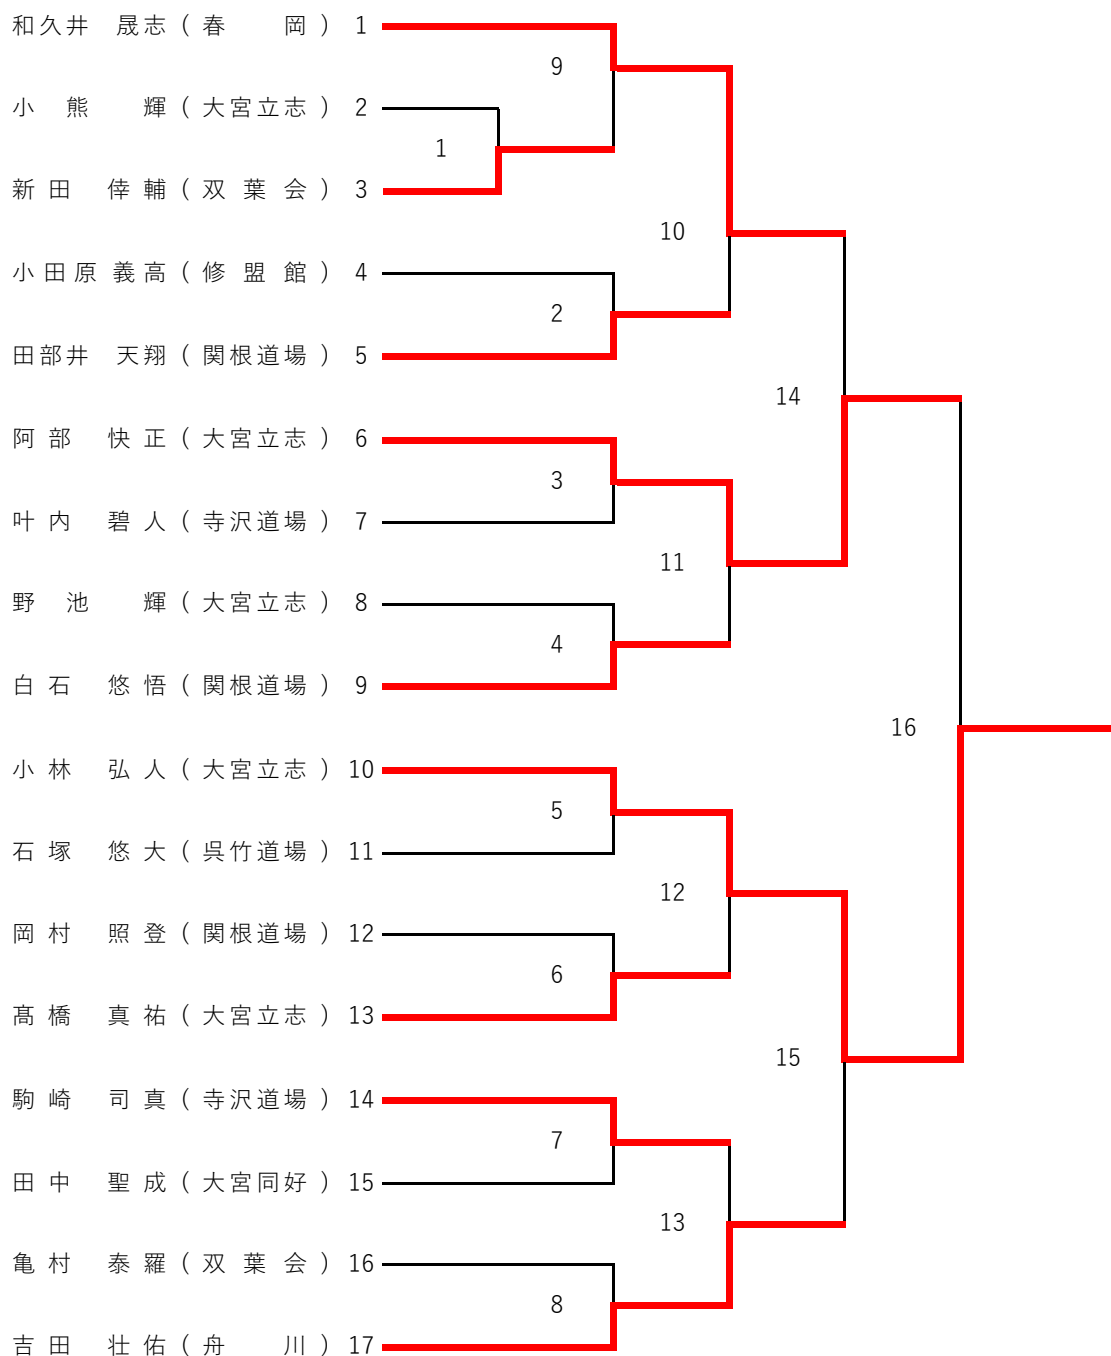 和久井 晟志 ( 春 岡 ) 1
9
小 熊 輝 ( 大宮立志 ) 2
1
新田 倖輔 ( 双葉会 ) 3
10
小田原 義高 ( 修盟館 ) 4
2
田部井 天翔 ( 関根道場 ) 5
14
阿部 快正 ( 大宮立志 ) 6
3
叶内 碧人 ( 寺沢道場 ) 7
11
野池 輝 ( 大宮立志 ) 8
4
白石 悠悟 ( 関根道場 ) 9
16
小林 弘人 ( 大宮立志 ) 10
5
石塚 悠大 ( 呉竹道場 ) 11
12
岡村 照登 ( 関根道場 ) 12
6
髙橋 真祐 ( 大宮立志 ) 13
15
駒崎 司真 ( 寺沢道場 ) 14
7
田中 聖成 ( 大宮同好 ) 15
13
亀村 泰羅 ( 双葉会 ) 16
8
吉田 壮佑 ( 舟 川 ) 17